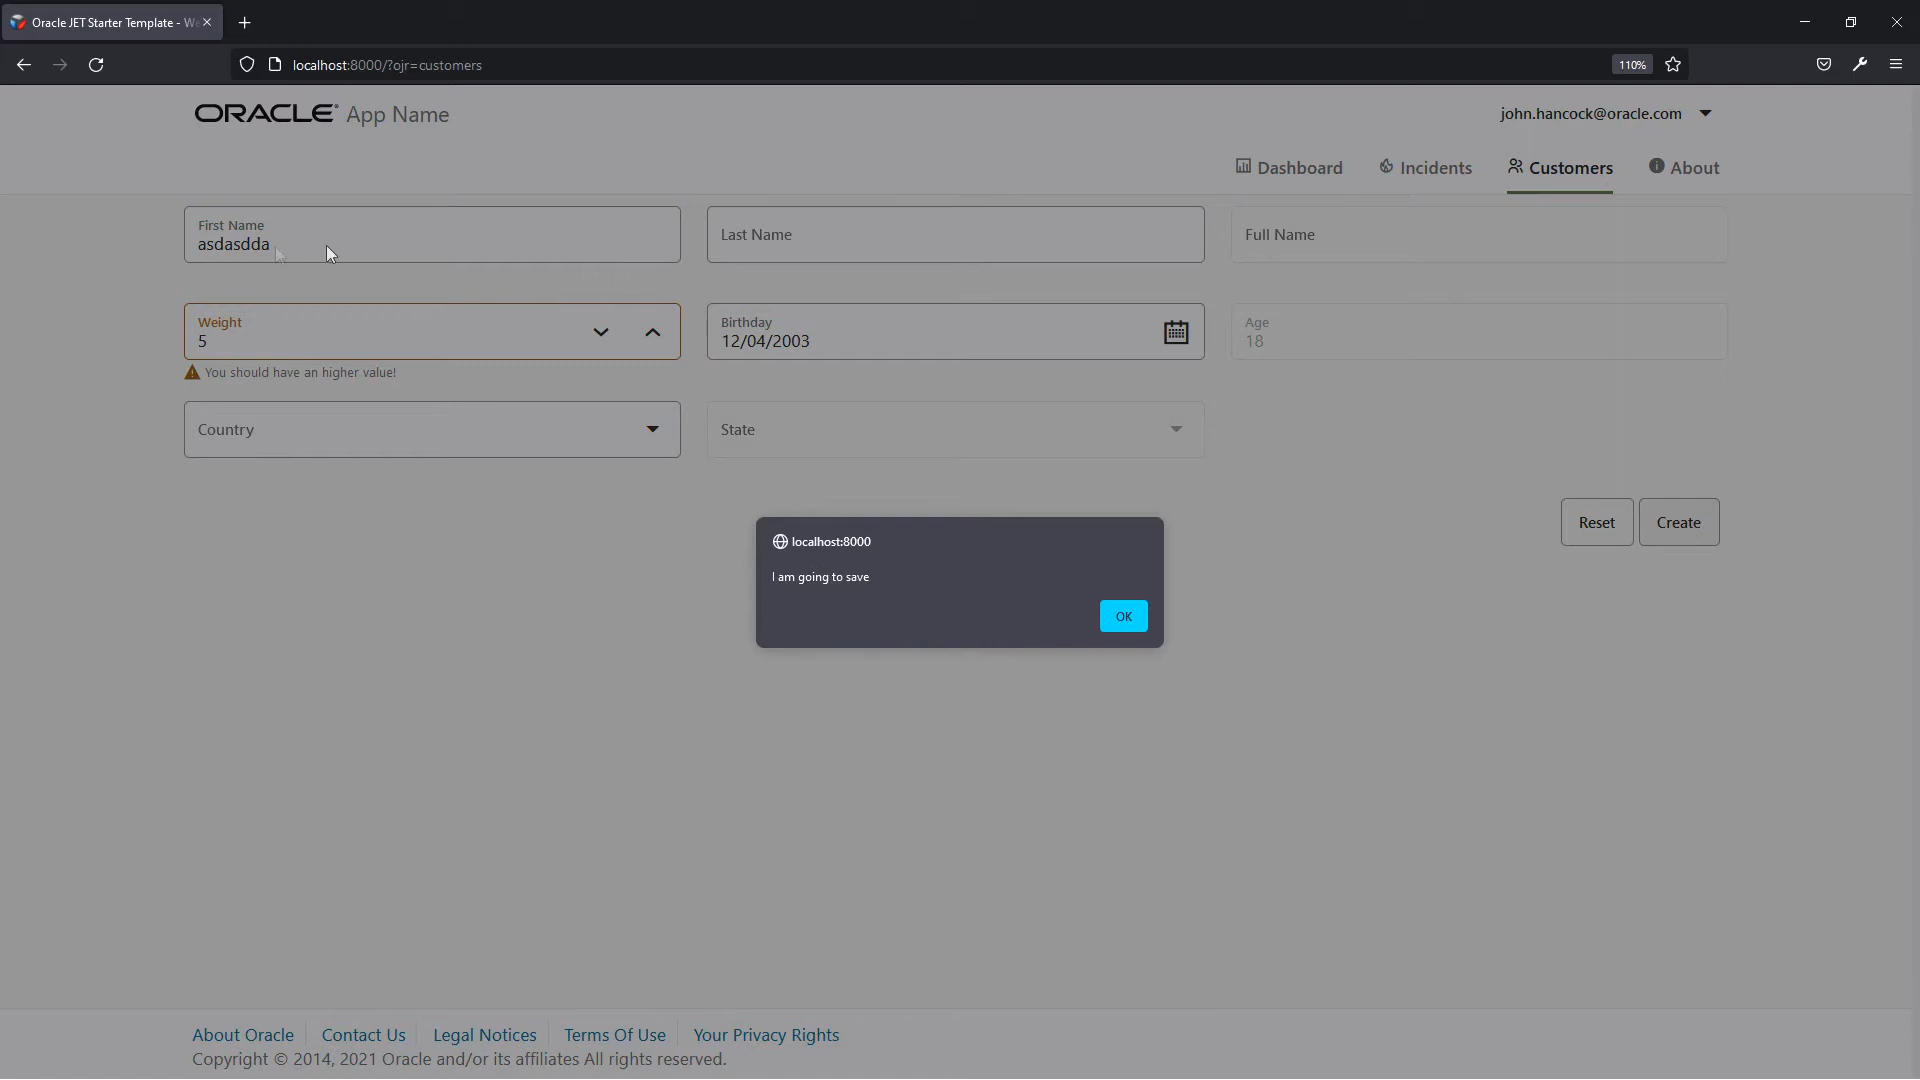 Oracle JET Starter Template - We
localhost:8000/?ojr=customers
110%
ORACLE App Name
john.hancock@oracle.com
Dashboard
Incidents
Customers
About
First Name
asdasdda
Last Name
Full Name
Weight
5
Birthday
12/04/2003
Age
18
You should have an higher value!
Country
State
Reset
Create
localhost:8000
I am going to save
OK
About Oracle
Contact Us
Legal Notices
Terms Of Use
Your Privacy Rights
Copyright © 2014, 2021 Oracle and/or its affiliates All rights reserved.